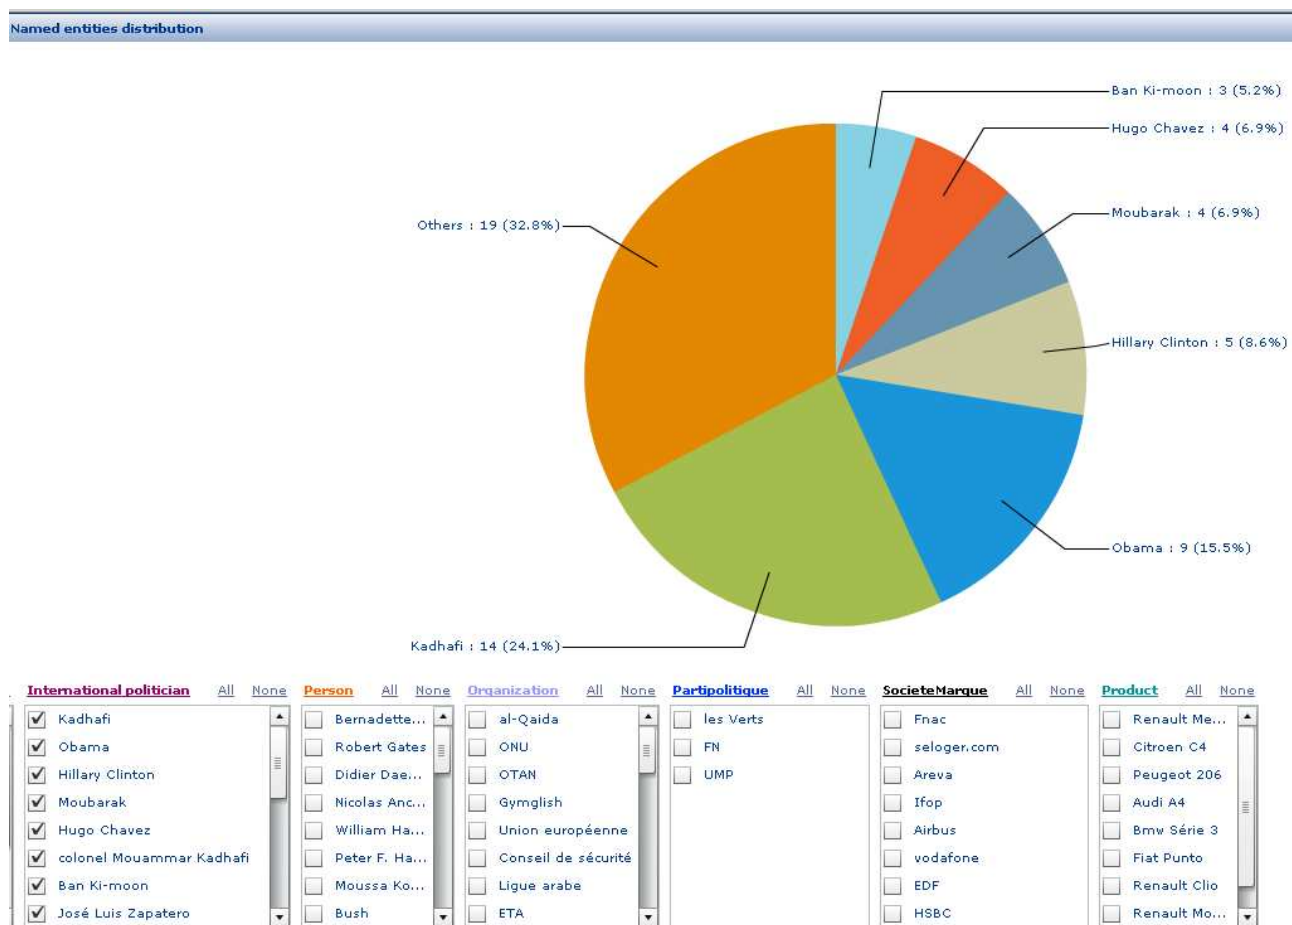 Named entities distribution
Ban Ki-moon : 3 (5.2%)
Hugo Chavez : 4 (6.9%)
Moubarak : 4 (6.9%)
Others : 19 (32.8%)
Hillary Clinton : 5 (8.6%)
Obama : 9 (15.5%)
Kadhafi : 14 (24.1%)
International politician All None Person All None Organization All None Partipolitique All None SocieteMarque All None Product All None
Kadhafi Bernadette... al-Qaida les Verts Fnac Renault Me...
Obama Robert Gates ONU FN seloger.com Citroen C4
Hillary Clinton Didier Dae... OTAN UMP Areva Peugeot 206
Moubarak Nicolas Anc... Gymglish Ifop Audi A4
Hugo Chavez William Ha... Union européenne Airbus Bmw Série 3
colonel Mouammar Kadhafi Peter F. Ha... Conseil de sécurité vodafone Fiat Punto
Ban Ki-moon Moussa Ko... Ligue arabe EDF Renault Clio
José Luis Zapatero Bush ETA HSBC Renault Mo...